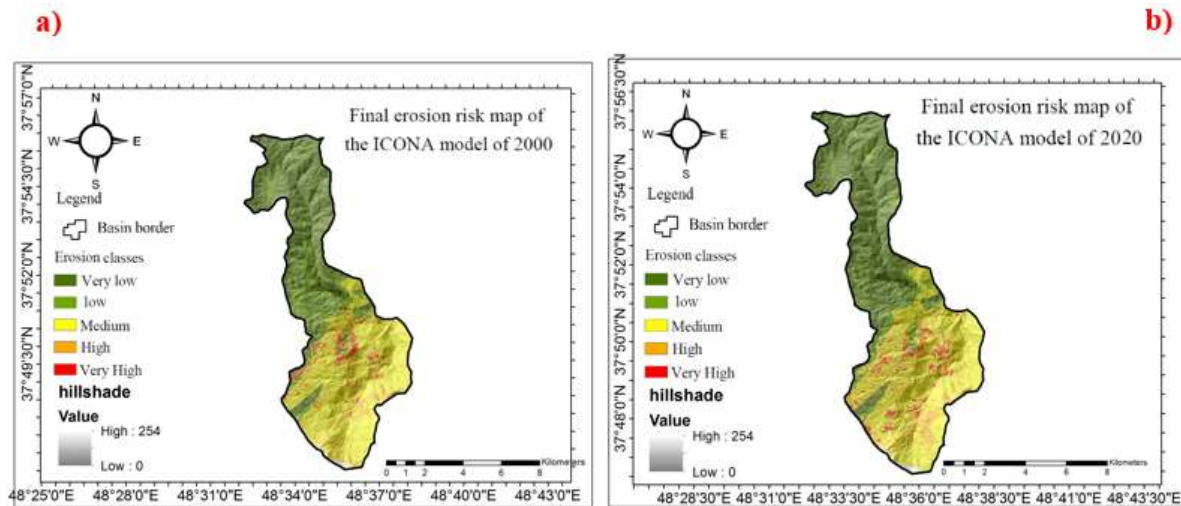 a)
b)
Final erosion risk map of
the ICONA model of 2000
N
W
E
S
Legend
Basin border
Erosion classes
Very low
low
Medium
High
Very High
hillshade
Value
High : 254
Low : 0
0 1 2 4 6 8
Kilometers
37°57'0"N
37°54'30"N
37°52'0"N
37°49'30"N
48°25'0"E 48°28'0"E 48°31'0"E 48°34'0"E 48°37'0"E 48°40'0"E 48°43'0"E
Final erosion risk map of
the ICONA model of 2020
N
W
E
S
Legend
Basin border
Erosion classes
Very low
low
Medium
High
Very High
hillshade
Value
High : 254
Low : 0
0 1 2 4 6 8
Kilometers
37°56'30"N
37°54'0"N
37°52'0"N
37°50'0"N
37°48'0"N
48°28'30"E 48°31'0"E 48°33'30"E 48°36'0"E 48°38'30"E 48°41'0"E 48°43'30"E